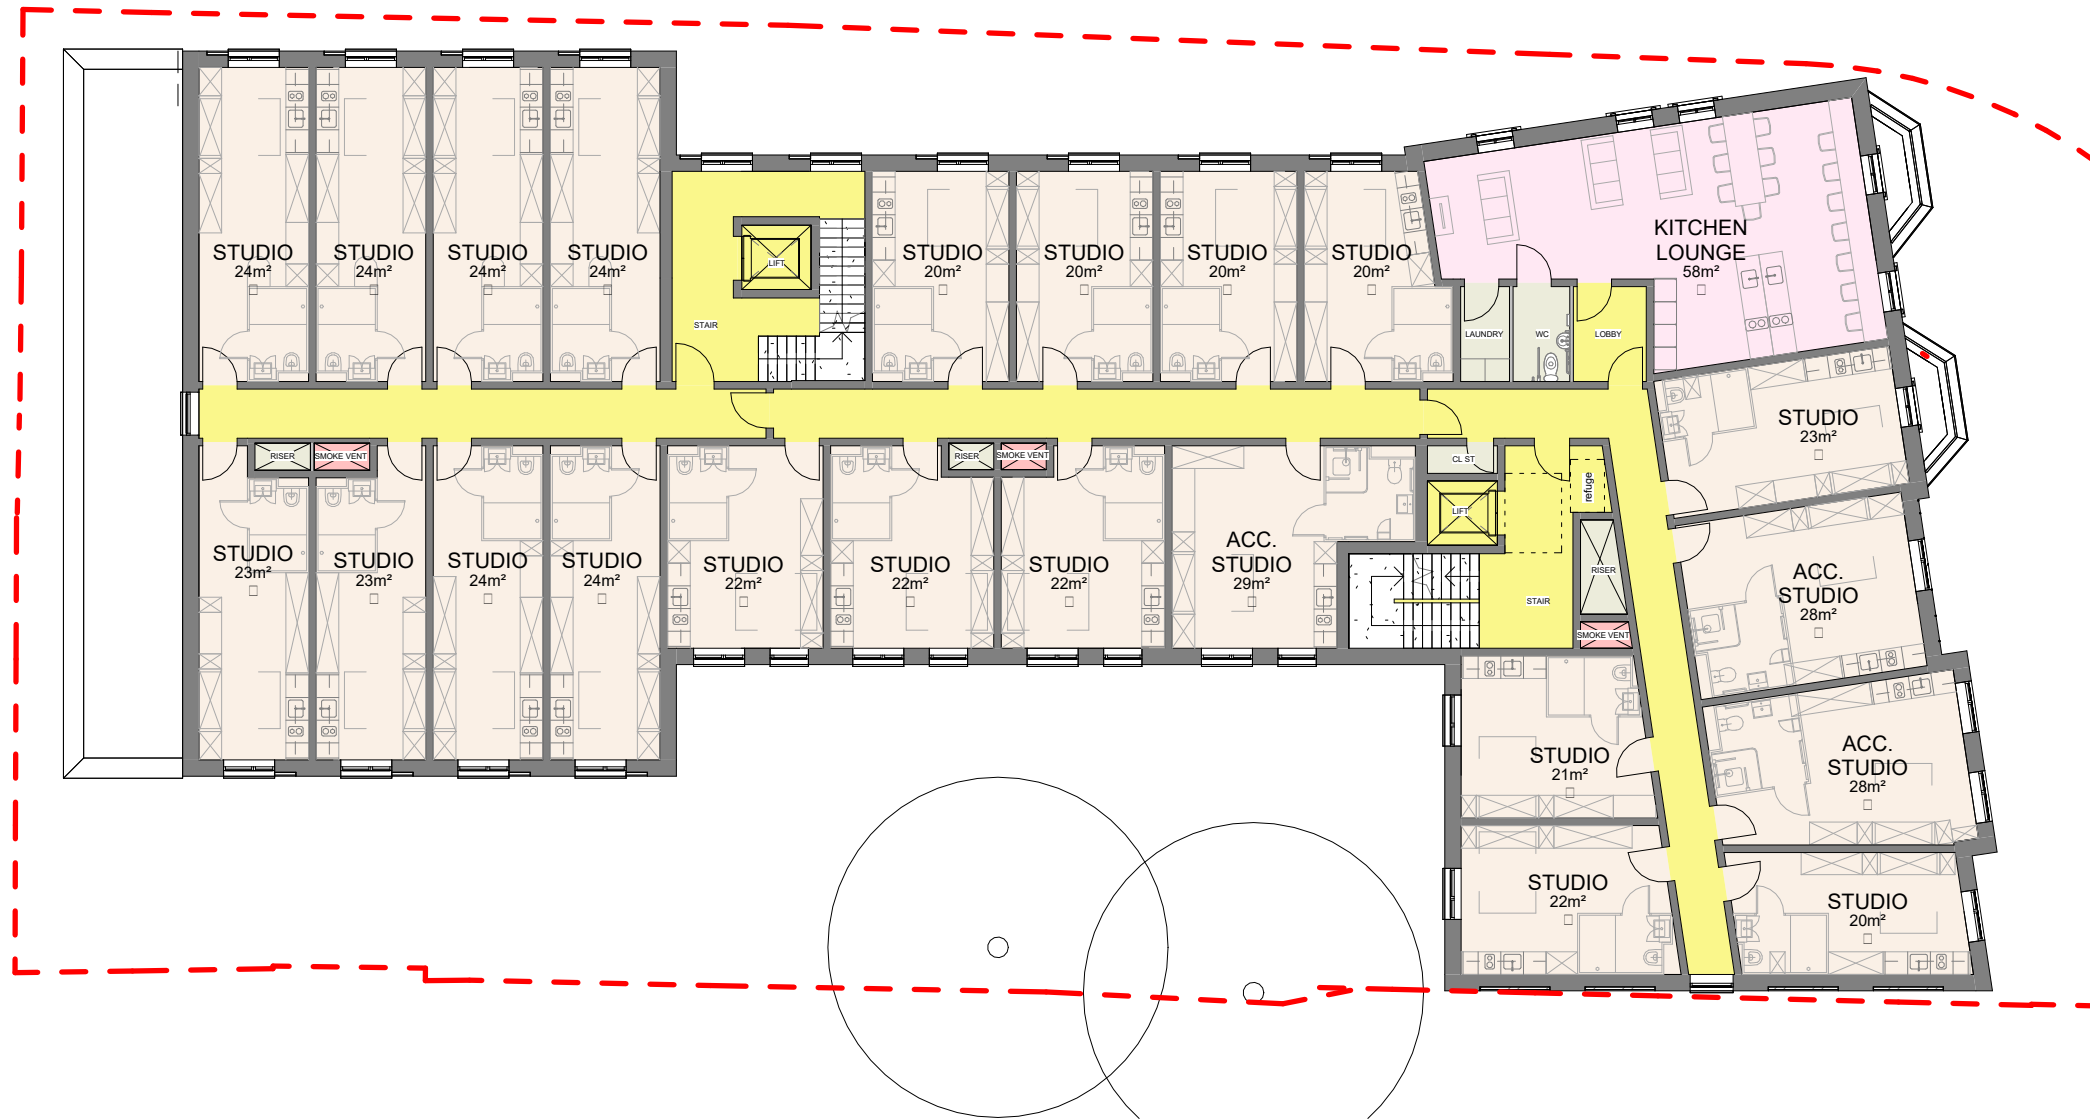 STUDIO
24m²
STUDIO
24m²
STUDIO
24m²
STUDIO
24m²
LIFT
STAIR
STUDIO
20m²
STUDIO
20m²
STUDIO
20m²
STUDIO
20m²
KITCHEN
LOUNGE
58m²
LAUNDRY
WC
LOBBY
STUDIO
23m²
RISER
SMOKE VENT
RISER
SMOKE VENT
CL ST
refuge
LIFT
STUDIO
23m²
STUDIO
23m²
STUDIO
24m²
STUDIO
24m²
STUDIO
22m²
STUDIO
22m²
STUDIO
22m²
ACC.
STUDIO
29m²
RISER
STAIR
SMOKE VENT
ACC.
STUDIO
28m²
STUDIO
21m²
ACC.
STUDIO
28m²
STUDIO
22m²
STUDIO
20m²